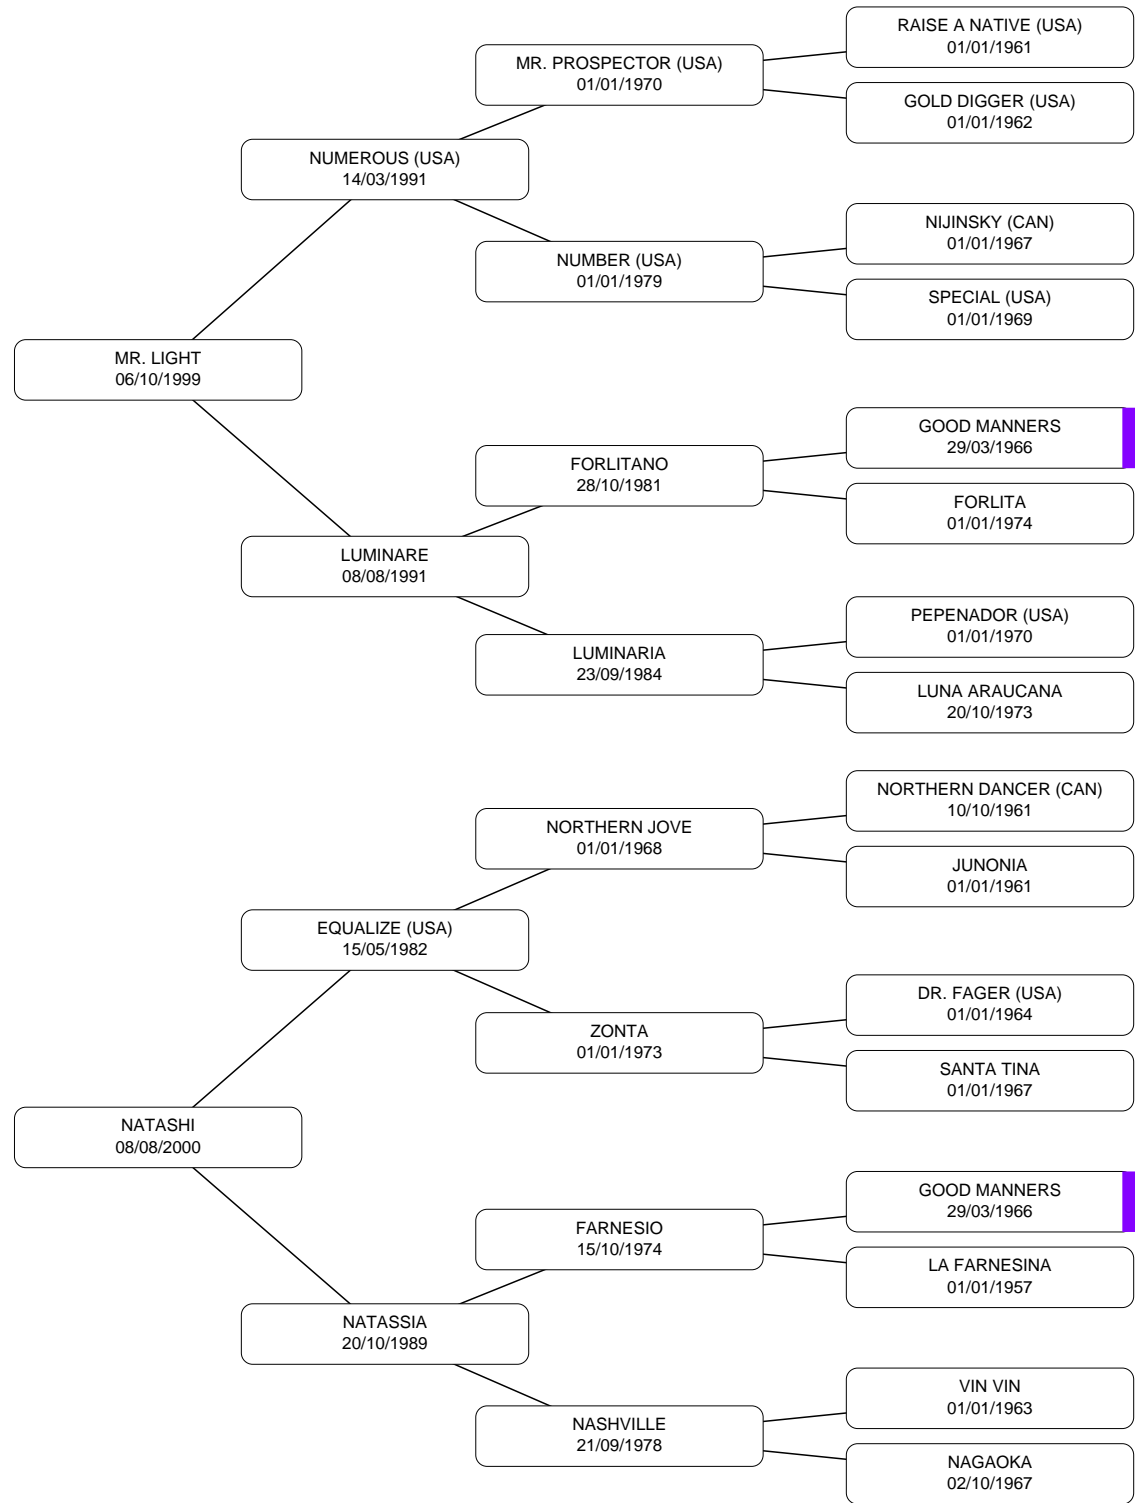 RAISE A NATIVE (USA)
01/01/1961
MR. PROSPECTOR (USA)
01/01/1970
GOLD DIGGER (USA)
01/01/1962
NUMEROUS (USA)
14/03/1991
NIJINSKY (CAN)
01/01/1967
NUMBER (USA)
01/01/1979
SPECIAL (USA)
01/01/1969
MR. LIGHT
06/10/1999
GOOD MANNERS
29/03/1966
FORLITANO
28/10/1981
FORLITA
01/01/1974
LUMINARE
08/08/1991
PEPENADOR (USA)
01/01/1970
LUMINARIA
23/09/1984
LUNA ARAUCANA
20/10/1973
NORTHERN DANCER (CAN)
10/10/1961
NORTHERN JOVE
01/01/1968
JUNONIA
01/01/1961
EQUALIZE (USA)
15/05/1982
DR. FAGER (USA)
01/01/1964
ZONTA
01/01/1973
SANTA TINA
01/01/1967
NATASHI
08/08/2000
GOOD MANNERS
29/03/1966
FARNESIO
15/10/1974
LA FARNESINA
01/01/1957
NATASSIA
20/10/1989
VIN VIN
01/01/1963
NASHVILLE
21/09/1978
NAGAOKA
02/10/1967